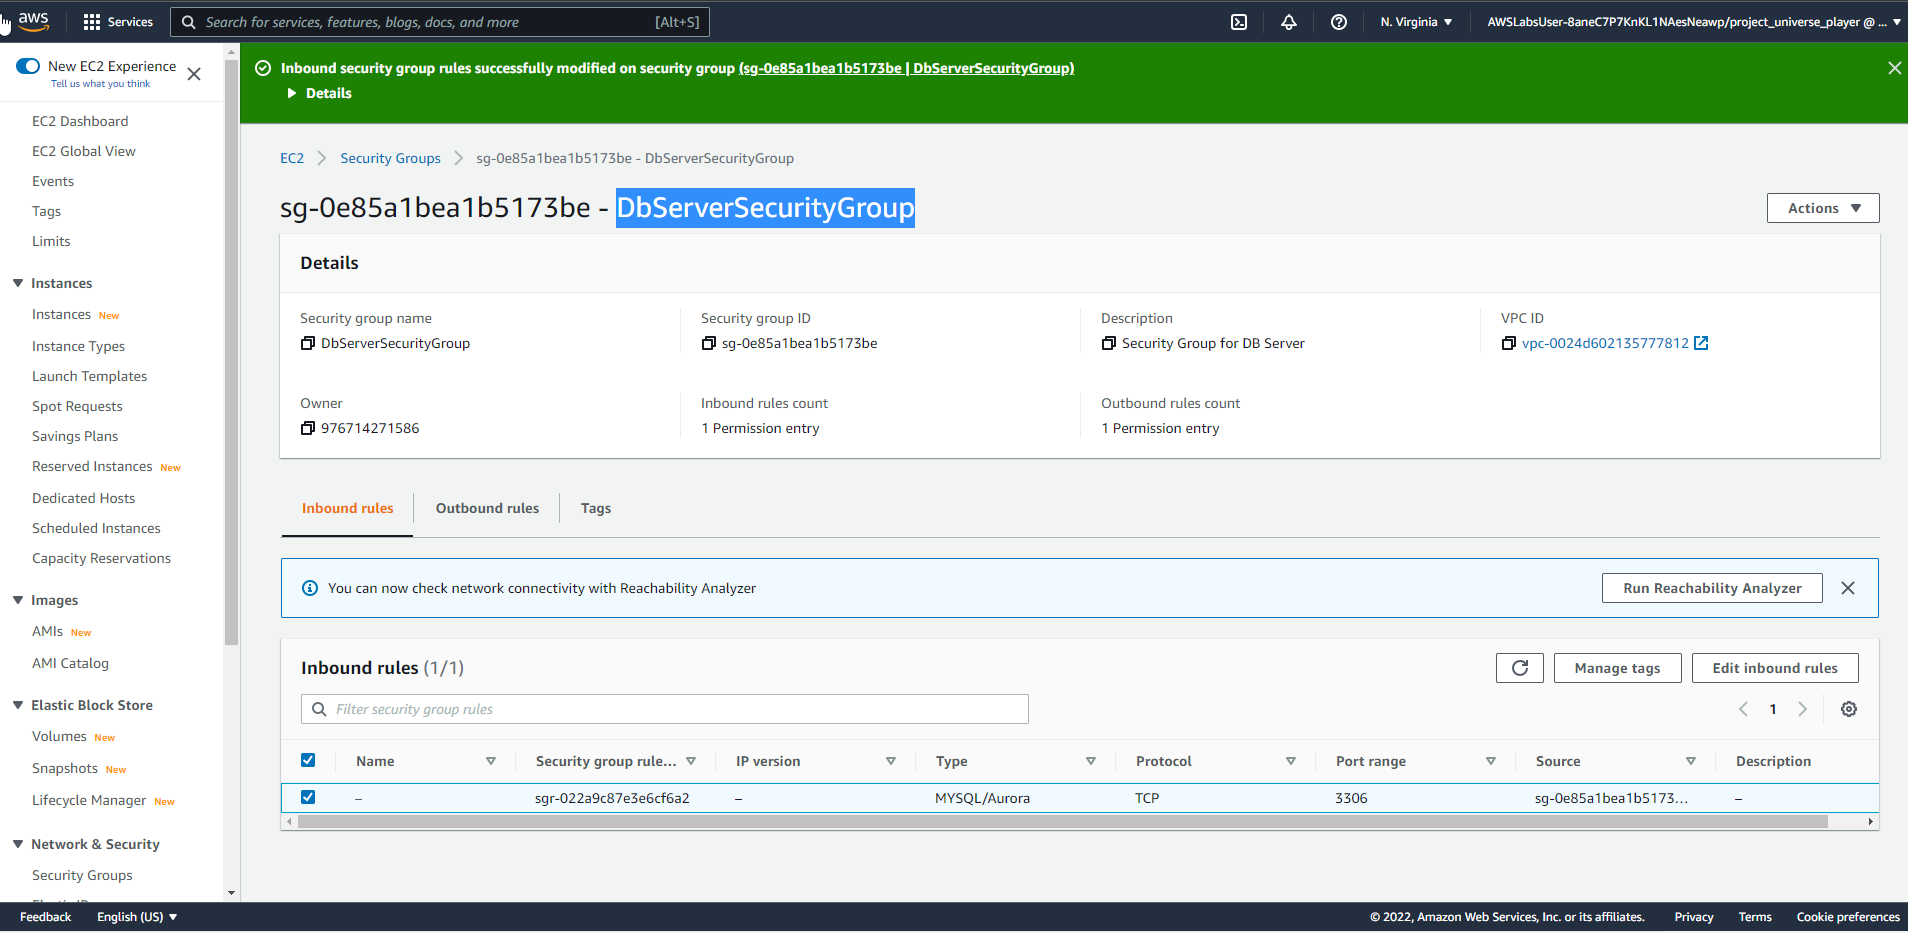 aws
Services
Search for services, features, blogs, docs, and more
[Alt+S]
N. Virginia
AWSLabsUser-8aneC7P7KnKL1NAesNeawp/project_universe_player @ ...
New EC2 Experience
Tell us what you think
EC2 Dashboard
EC2 Global View
Events
Tags
Limits
Instances
Instances New
Instance Types
Launch Templates
Spot Requests
Savings Plans
Reserved Instances New
Dedicated Hosts
Scheduled Instances
Capacity Reservations
Images
AMIs New
AMI Catalog
Elastic Block Store
Volumes New
Snapshots New
Lifecycle Manager New
Network & Security
Security Groups
Inbound security group rules successfully modified on security group (sg-0e85a1bea1b5173be | DbServerSecurityGroup)
Details
EC2 > Security Groups > sg-0e85a1bea1b5173be - DbServerSecurityGroup
sg-0e85a1bea1b5173be - DbServerSecurityGroup
Actions
Details
Security group name
DbServerSecurityGroup
Security group ID
sg-0e85a1bea1b5173be
Description
Security Group for DB Server
VPC ID
vpc-0024d602135777812
Owner
976714271586
Inbound rules count
1 Permission entry
Outbound rules count
1 Permission entry
Inbound rules
Outbound rules
Tags
You can now check network connectivity with Reachability Analyzer
Run Reachability Analyzer
Inbound rules (1/1)
Manage tags
Edit inbound rules
Filter security group rules
1
Name Security group rule... IP version Type Protocol Port range Source Description
– sgr-022a9c87e3e6cf6a2 – MYSQL/Aurora TCP 3306 sg-0e85a1bea1b5173... –
Feedback
English (US)
© 2022, Amazon Web Services, Inc. or its affiliates.
Privacy
Terms
Cookie preferences